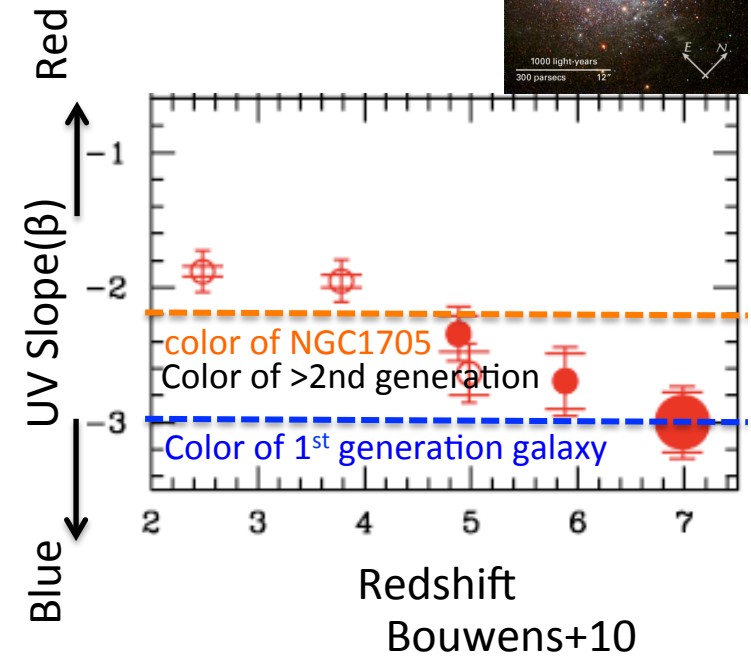 1000 light-years
300 parsecs 12"
E N
Red
UV Slope(β)
Blue
−1
−2
−3
color of NGC1705
Color of >2nd generation
Color of 1st generation galaxy
2 3 4 5 6 7
Redshift
Bouwens+10